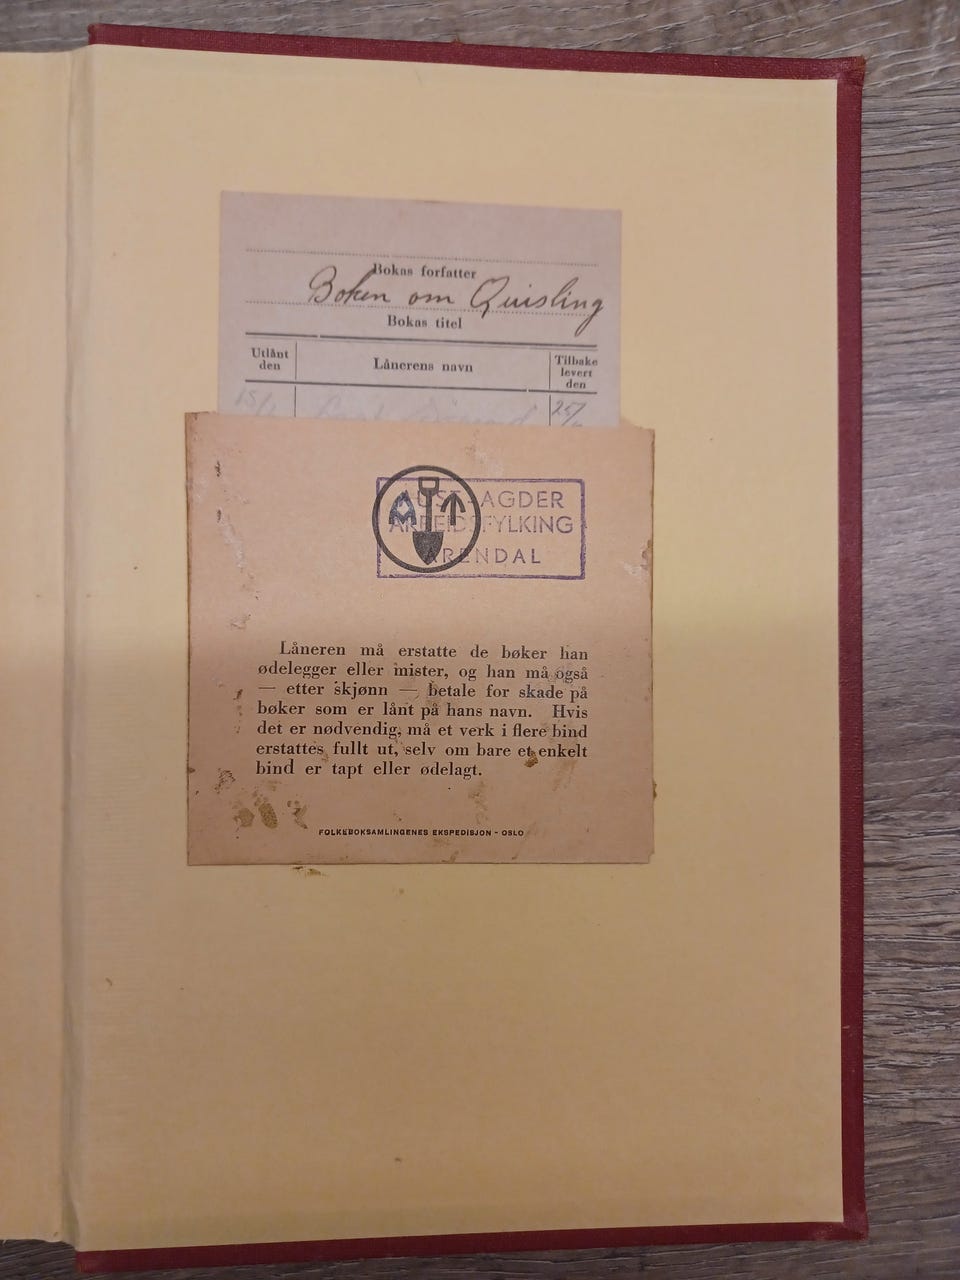 Bokas forfatter
Boken om Quisling
Bokas titel
Utlånt den
Lånerens navn
Tilbake levert den
15/
25/
AUST-AGDER
ARBEIDSFYLKING
ARENDAL
Låneren må erstatte de bøker han
ødelegger eller mister, og han må også
— etter skjønn — betale for skade på
bøker som er lånt på hans navn. Hvis
det er nødvendig, må et verk i flere bind
erstattes fullt ut, selv om bare et enkelt
bind er tapt eller ødelagt.
FOLKEBOKSAMLINGENES EKSPEDISJON - OSLO